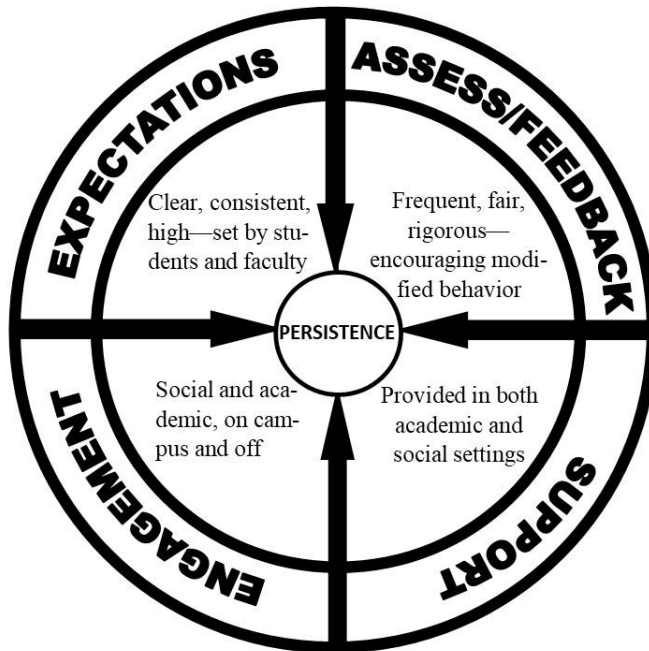 EXPECTATIONS
ASSESS/FEEDBACK
Clear, consistent,
high—set by stu-
dents and faculty
Frequent, fair,
rigorous—
encouraging modi-
fied behavior
PERSISTENCE
Social and aca-
demic, on cam-
pus and off
Provided in both
academic and
social settings
ENGAGEMENT
SUPPORT